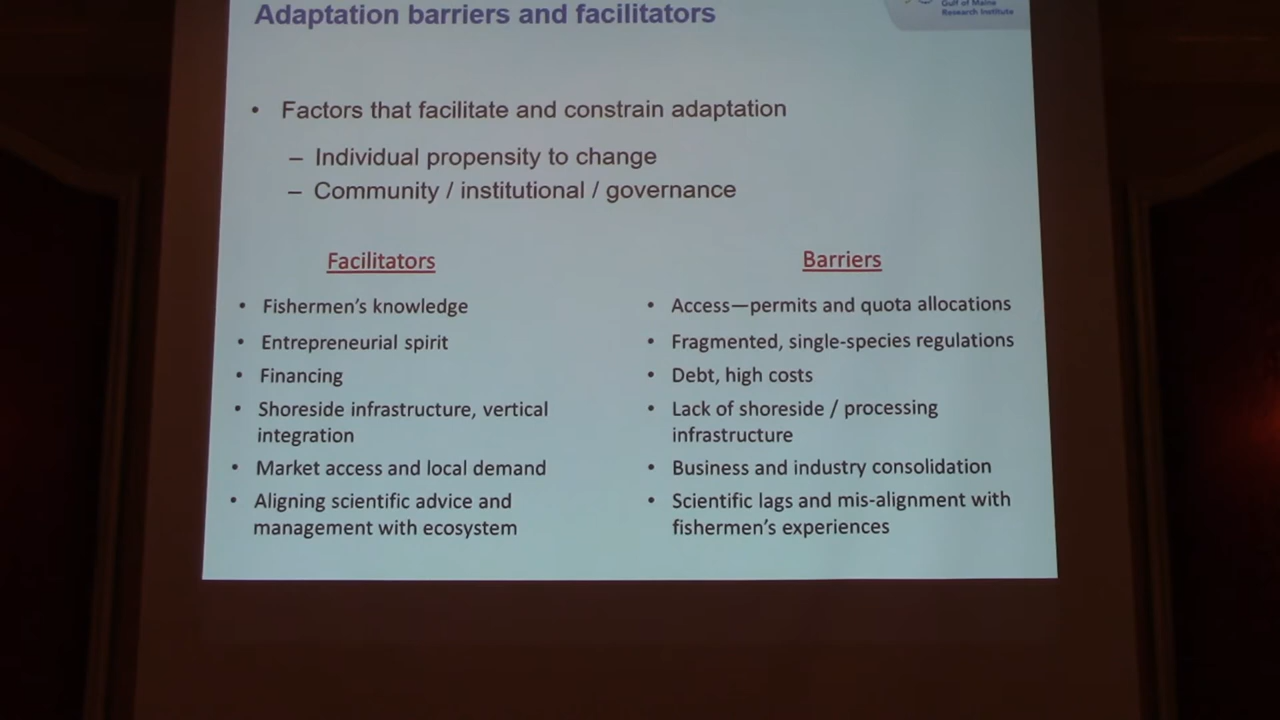 Adaptation barriers and facilitators
Gulf of Maine
Research Institute
• Factors that facilitate and constrain adaptation
– Individual propensity to change
– Community / institutional / governance
Facilitators
• Fishermen's knowledge
• Entrepreneurial spirit
• Financing
• Shoreside infrastructure, vertical
integration
• Market access and local demand
• Aligning scientific advice and
management with ecosystem
Barriers
• Access—permits and quota allocations
• Fragmented, single-species regulations
• Debt, high costs
• Lack of shoreside / processing
infrastructure
• Business and industry consolidation
• Scientific lags and mis-alignment with
fishermen's experiences